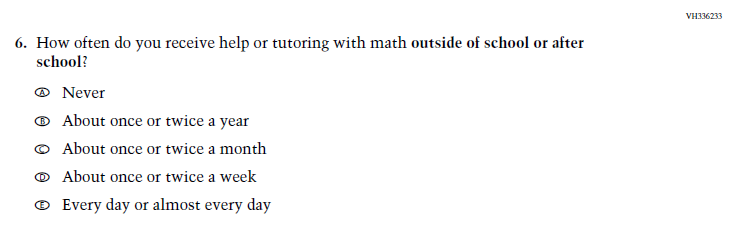 VH336233
6. How often do you receive help or tutoring with math outside of school or after
school?
Ⓐ Never
Ⓑ About once or twice a year
Ⓒ About once or twice a month
Ⓓ About once or twice a week
Ⓔ Every day or almost every day